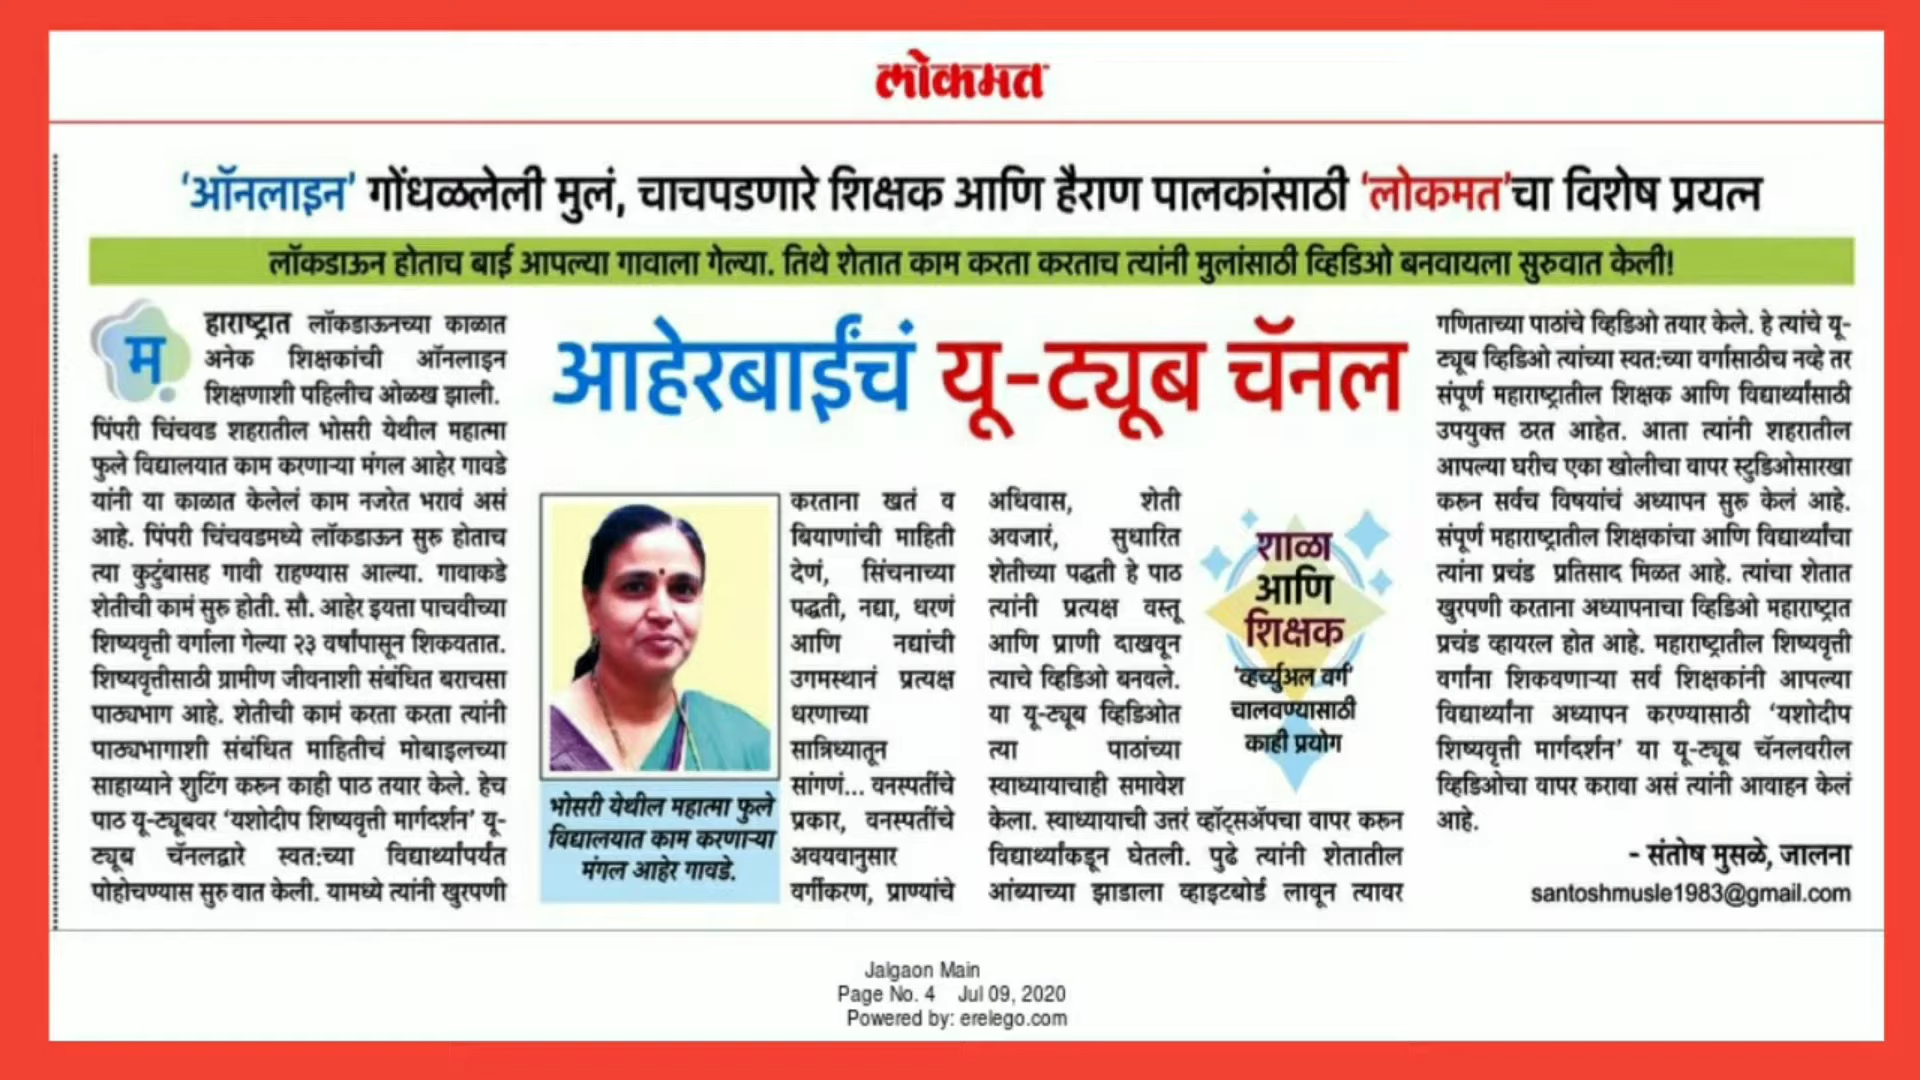 लोकमत
‘ऑनलाइन’ गोंधळलेली मुलं, चाचपडणारे शिक्षक आणि हैराण पालकांसाठी ‘लोकमत’चा विशेष प्रयत्न
लॉकडाऊन होताच बाई आपल्या गावाला गेल्या. तिथे शेतात काम करता करताच त्यांनी मुलांसाठी व्हिडिओ बनवायला सुरुवात केली!
आहेरबाईंचं यू-ट्यूब चॅनल
महाराष्ट्रात लॉकडाऊनच्या काळात
अनेक शिक्षकांची ऑनलाइन
शिक्षणाशी पहिलीच ओळख झाली.
पिंपरी चिंचवड शहरातील भोसरी येथील महात्मा
फुले विद्यालयात काम करणाऱ्या मंगल आहेर गावडे
यांनी या काळात केलेलं काम नजरेत भरावं असं
आहे. पिंपरी चिंचवडमध्ये लॉकडाऊन सुरु होताच
त्या कुटुंबासह गावी राहण्यास आल्या. गावाकडे
शेतीची कामं सुरू होती. सौ. आहेर इयत्ता पाचवीच्या
शिष्यवृत्ती वर्गाला गेल्या २३ वर्षांपासून शिकवतात.
शिष्यवृत्तीसाठी ग्रामीण जीवनाशी संबंधित बराचसा
पाठ्यभाग आहे. शेतीची कामं करता करता त्यांनी
पाठ्यभागाशी संबंधित माहितीचं मोबाइलच्या
साहाय्याने शुटिंग करून काही पाठ तयार केले. हेच
पाठ यू-ट्यूबवर ‘यशोदीप शिष्यवृत्ती मार्गदर्शन’ यू-
ट्यूब चॅनलद्वारे स्वत:च्या विद्यार्थ्यांपर्यंत
पोहोचण्यास सुरु वात केली. यामध्ये त्यांनी खुरपणी
भोसरी येथील महात्मा फुले
विद्यालयात काम करणाऱ्या
मंगल आहेर गावडे.
करताना खतं व
बियाणांची माहिती
देणं, सिंचनाच्या
पद्धती, नद्या, धरणं
आणि नद्यांची
उगमस्थानं प्रत्यक्ष
धरणाच्या
सान्निध्यातून
सांगणं... वनस्पतींचे
प्रकार, वनस्पतींचे
अवयवानुसार
वर्गीकरण, प्राण्यांचे
अधिवास, शेती
अवजारं, सुधारित
शेतीच्या पद्धती हे पाठ
त्यांनी प्रत्यक्ष वस्तू
आणि प्राणी दाखवून
त्याचे व्हिडिओ बनवले.
या यू-ट्यूब व्हिडिओत
त्या पाठांच्या
स्वाध्यायाचाही समावेश
केला. स्वाध्यायाची उत्तरं व्हॉट्सॲपचा वापर करून
विद्यार्थ्यांकडून घेतली. पुढे त्यांनी शेतातील
आंब्याच्या झाडाला व्हाइटबोर्ड लावून त्यावर
शाळा
आणि
शिक्षक
‘व्हर्च्युअल वर्ग’
चालवण्यासाठी
काही प्रयोग
गणिताच्या पाठांचे व्हिडिओ तयार केले. हे त्यांचे यू-
ट्यूब व्हिडिओ त्यांच्या स्वत:च्या वर्गासाठीच नव्हे तर
संपूर्ण महाराष्ट्रातील शिक्षक आणि विद्यार्थ्यांसाठी
उपयुक्त ठरत आहेत. आता त्यांनी शहरातील
आपल्या घरीच एका खोलीचा वापर स्टुडिओसारखा
करून सर्वच विषयांचं अध्यापन सुरू केलं आहे.
संपूर्ण महाराष्ट्रातील शिक्षकांचा आणि विद्यार्थ्यांचा
त्यांना प्रचंड प्रतिसाद मिळत आहे. त्यांचा शेतात
खुरपणी करताना अध्यापनाचा व्हिडिओ महाराष्ट्रात
प्रचंड व्हायरल होत आहे. महाराष्ट्रातील शिष्यवृत्ती
वर्गांना शिकवणाऱ्या सर्व शिक्षकांनी आपल्या
विद्यार्थ्यांना अध्यापन करण्यासाठी ‘यशोदीप
शिष्यवृत्ती मार्गदर्शन’ या यू-ट्यूब चॅनलवरील
व्हिडिओचा वापर करावा असं त्यांनी आवाहन केलं
आहे.
- संतोष मुसळे, जालना
santoshmusle1983@gmail.com
Jalgaon Main
Page No. 4 Jul 09, 2020
Powered by: erelego.com